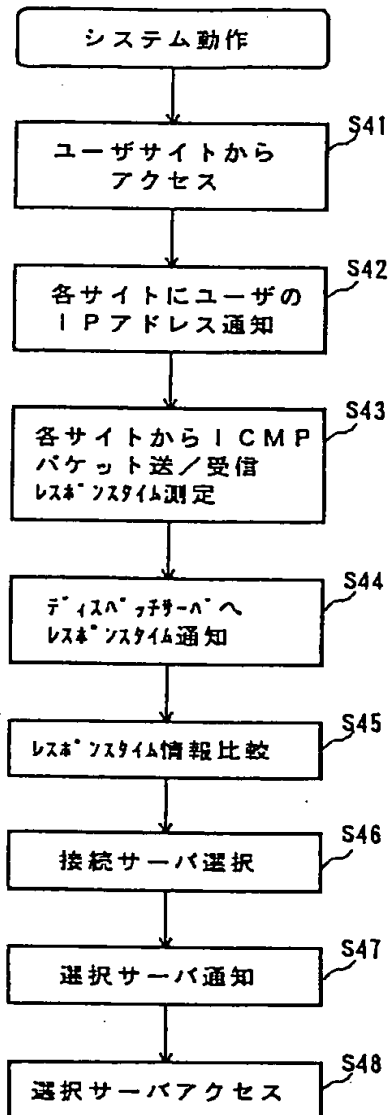 システム動作
S41
ユーザサイトから
アクセス
S42
各サイトにユーザの
IPアドレス通知
S43
各サイトからICMP
パケット送／受信
ﾚｽﾎﾟﾝｽﾀｲﾑ測定
S44
ﾃﾞｨｽﾊﾟｯﾁｻｰﾊﾞへ
ﾚｽﾎﾟﾝｽﾀｲﾑ通知
S45
ﾚｽﾎﾟﾝｽﾀｲﾑ情報比較
S46
接続サーバ選択
S47
選択サーバ通知
S48
選択サーバアクセス